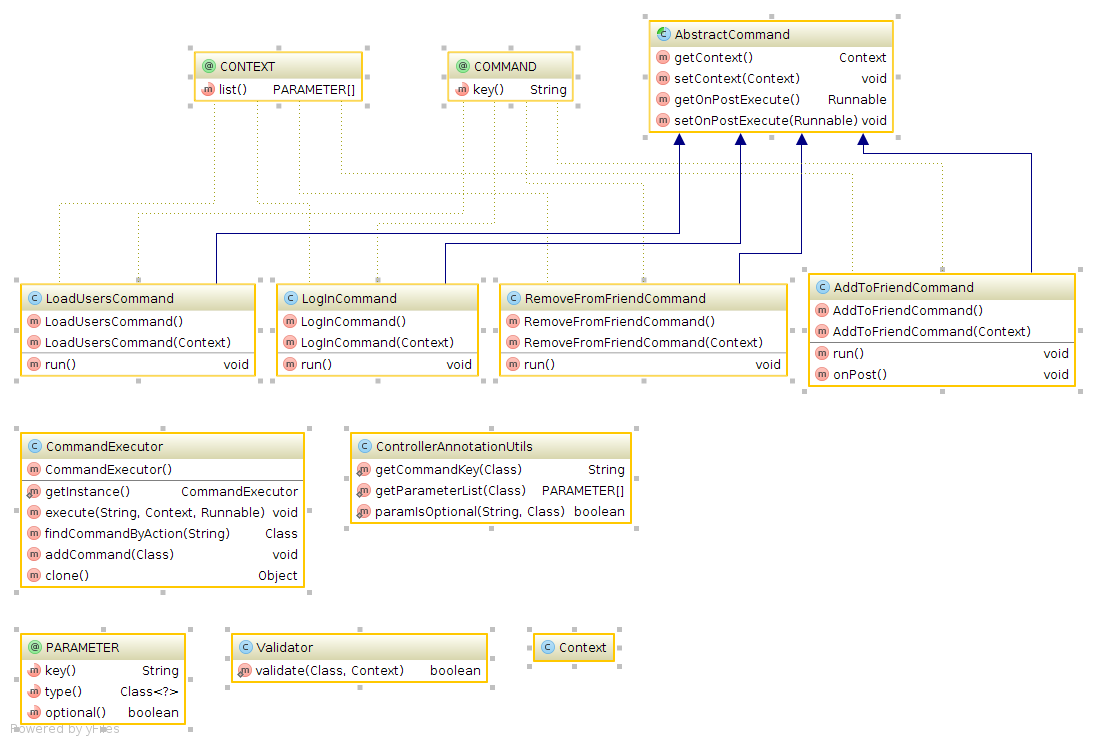 AbstractCommand
getContext() Context
setContext(Context) void
getOnPostExecute() Runnable
setOnPostExecute(Runnable) void
CONTEXT
list() PARAMETER[]
COMMAND
key() String
LoadUsersCommand
LoadUsersCommand()
LoadUsersCommand(Context)
run() void
LogInCommand
LogInCommand()
LogInCommand(Context)
run() void
RemoveFromFriendCommand
RemoveFromFriendCommand()
RemoveFromFriendCommand(Context)
run() void
AddToFriendCommand
AddToFriendCommand()
AddToFriendCommand(Context)
run() void
onPost() void
CommandExecutor
CommandExecutor()
getInstance() CommandExecutor
execute(String, Context, Runnable) void
findCommandByAction(String) Class
addCommand(Class) void
clone() Object
ControllerAnnotationUtils
getCommandKey(Class) String
getParameterList(Class) PARAMETER[]
paramIsOptional(String, Class) boolean
PARAMETER
key() String
type() Class<?>
optional() boolean
Validator
validate(Class, Context) boolean
Context
Powered by yFiles